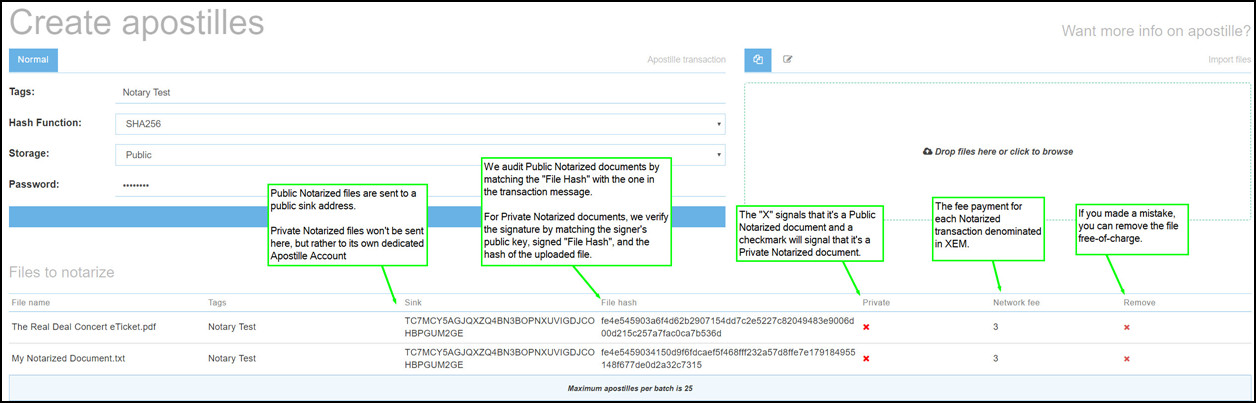 Create apostilles
Want more info on apostille?
Normal
Apostille transaction
Import files
Tags:
Notary Test
Hash Function:
SHA256
Storage:
Public
Password:
••••••••
Drop files here or click to browse
Public Notarized files are sent to a
public sink address.
Private Notarized files won't be sent
here, but rather to its own dedicated
Apostille Account
We audit Public Notarized documents by
matching the "File Hash" with the one in
the transaction message.
For Private Notarized documents, we verify
the signature by matching the signer's
public key, signed "File Hash", and the
hash of the uploaded file.
The "X" signals that it's a Public
Notarized document and a
checkmark will signal that it's a
Private Notarized document.
The fee payment for
each Notarized
transaction denominated
in XEM.
If you made a mistake,
you can remove the file
free-of-charge.
Files to notarize
File name Tags Sink File hash Private Network fee Remove
The Real Deal Concert eTicket.pdf Notary Test TC7MCY5AGJQXZQ4BN3BOPNXUVIGDJCO fe4e545903a6f4d62b2907154dd7c2e5227c82049483e9006d 3
HBPGUM2GE 00d215c257a7fac0ca7b536d
My Notarized Document.txt Notary Test TC7MCY5AGJQXZQ4BN3BOPNXUVIGDJCO fe4e5459034150d9f6fdcaef5f468fff232a57d8ffe7e179184955 3
HBPGUM2GE 148f677de0d2a32c7315
Maximum apostilles per batch is 25